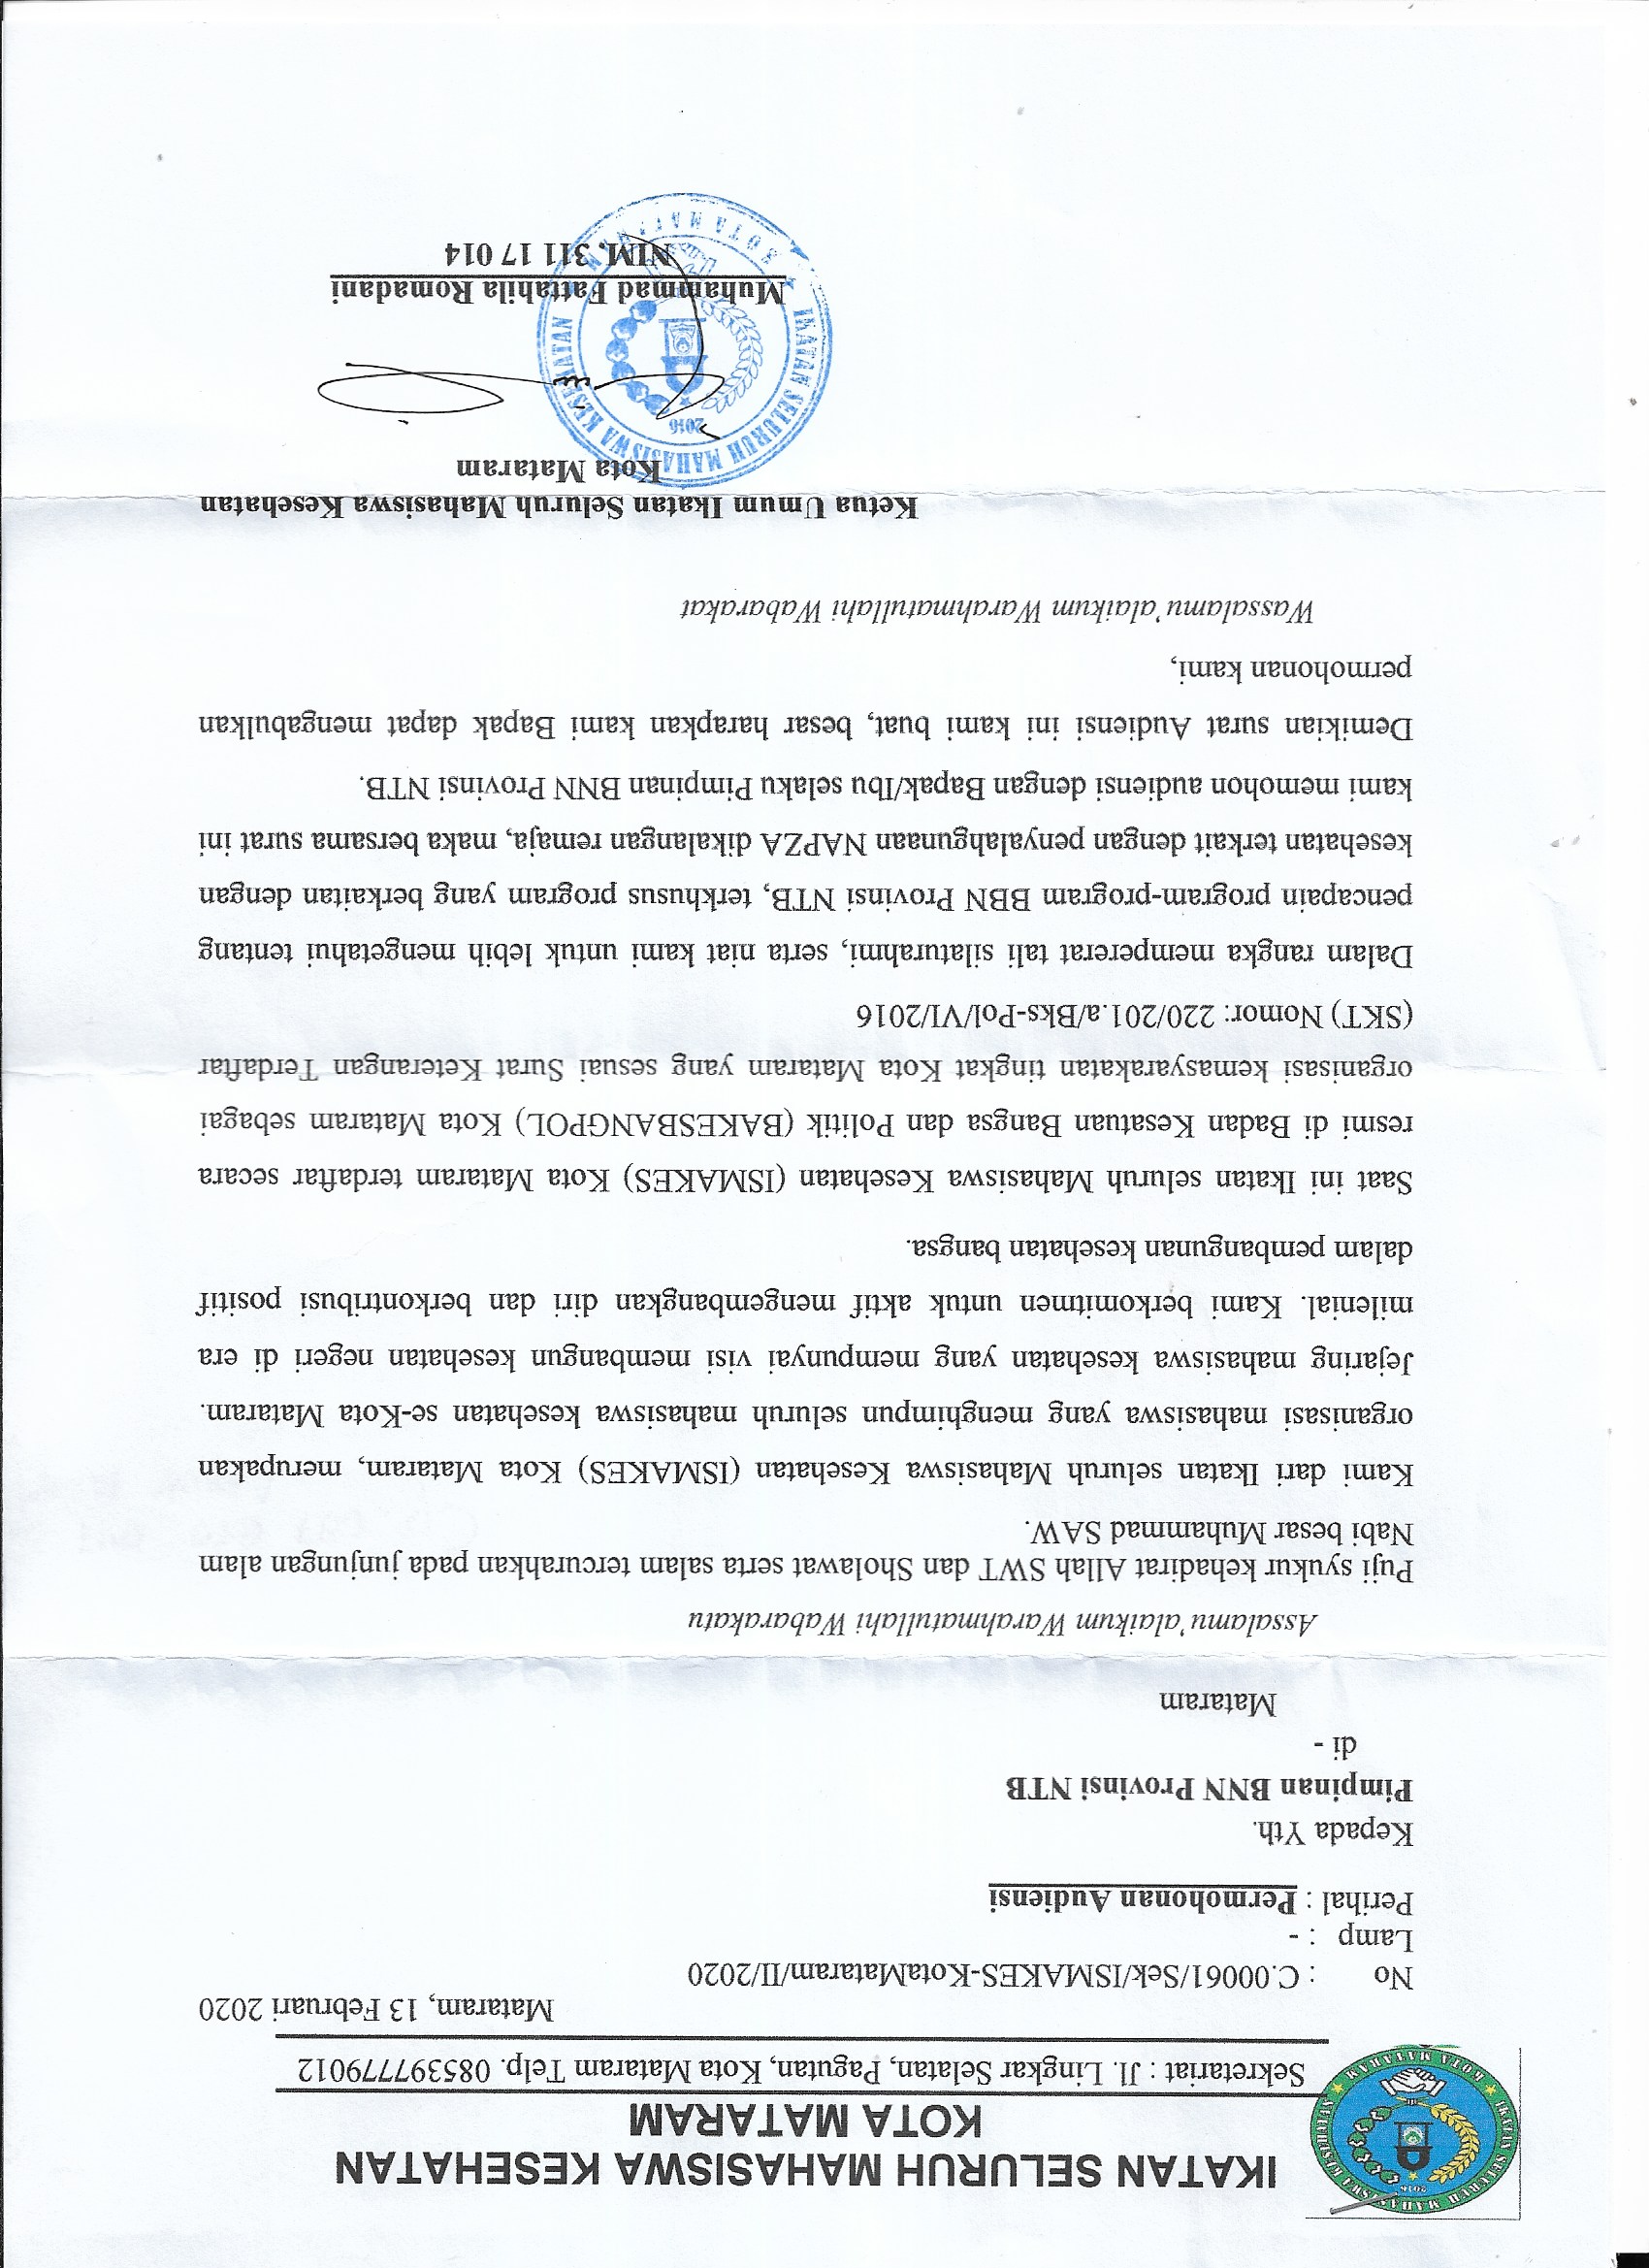 IKATAN SELURUH MAHASISWA KESEHATAN
KOTA MATARAM
Sekretariat : Jl. Lingkar Selatan, Pagutan, Kota Mataram Telp. 085397779012
Mataram, 13 Februari 2020
No : C.00061/Sek/ISMAKES-KotaMataram/II/2020
Lamp : -
Perihal : Permohonan Audiensi
Kepada Yth.
Pimpinan BNN Provinsi NTB
di -
Mataram
Assalamu'alaikum Warahmatullahi Wabarakatu
Puji syukur kehadirat Allah SWT dan Sholawat serta salam tercurahkan pada junjungan alam
Nabi besar Muhammad SAW.
Kami dari Ikatan seluruh Mahasiswa Kesehatan (ISMAKES) Kota Mataram, merupakan
organisasi mahasiswa yang menghimpun seluruh mahasiswa kesehatan se-Kota Mataram.
Jejaring mahasiswa kesehatan yang mempunyai visi membangun kesehatan negeri di era
milenial. Kami berkomitmen untuk aktif mengembangkan diri dan berkontribusi positif
dalam pembangunan kesehatan bangsa.
Saat ini Ikatan seluruh Mahasiswa Kesehatan (ISMAKES) Kota Mataram terdaftar secara
resmi di Badan Kesatuan Bangsa dan Politik (BAKESBANGPOL) Kota Mataram sebagai
organisasi kemasyarakatan tingkat Kota Mataram yang sesuai Surat Keterangan Terdaftar
(SKT) Nomor: 220/201.a/Bks-Pol/VI/2016
Dalam rangka mempererat tali silaturahmi, serta niat kami untuk lebih mengetahui tentang
pencapain program-program BBN Provinsi NTB, terkhusus program yang berkaitan dengan
kesehatan terkait dengan penyalahgunaan NAPZA dikalangan remaja, maka bersama surat ini
kami memohon audiensi dengan Bapak/Ibu selaku Pimpinan BNN Provinsi NTB.
Demikian surat Audiensi ini kami buat, besar harapkan kami Bapak dapat mengabulkan
permohonan kami,
Wassalamu'alaikum Warahmatullahi Wabarakat
Ketua Umum Ikatan Seluruh Mahasiswa Kesehatan
Kota Mataram
IKATAN SELURUH MAHASISWA KESEHATAN
2016
KOTA MATARAM
Muhammad Fattahila Romadani
NIM. 311 17 014